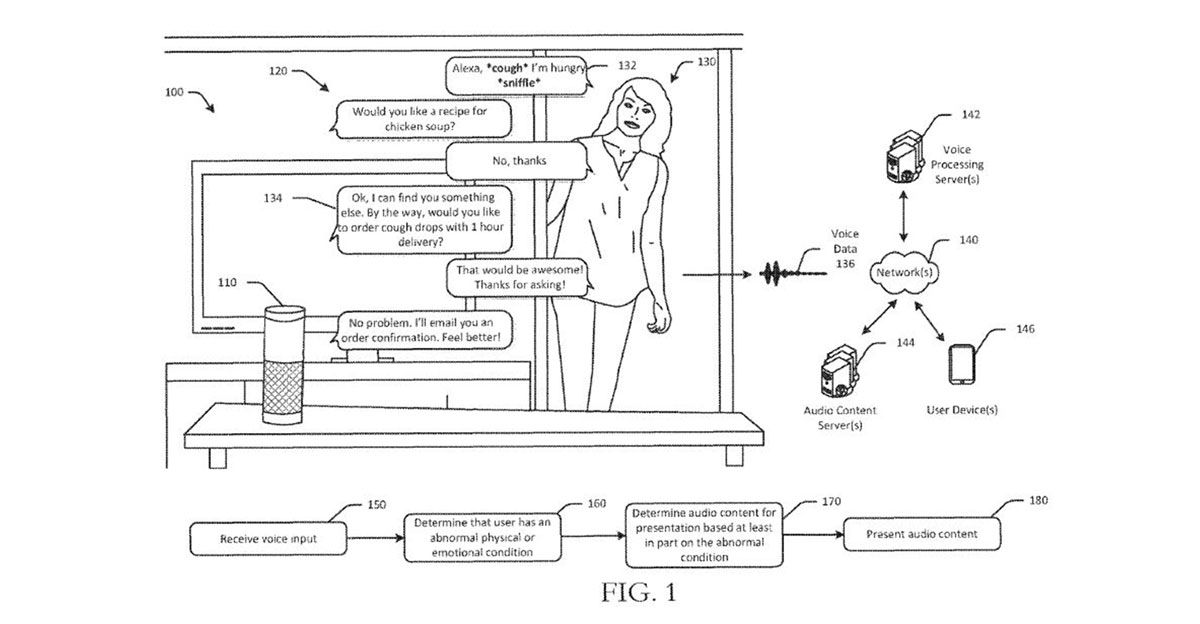 Alexa, *cough* I'm hungry
*sniffle*
132
130
120
100
Would you like a recipe for
chicken soup?
No, thanks
134
Ok, I can find you something
else. By the way, would you like
to order cough drops with 1 hour
delivery?
That would be awesome!
Thanks for asking!
110
No problem. I'll email you an
order confirmation. Feel better!
142
Voice
Processing
Server(s)
Voice
Data
136
140
Network(s)
144
146
Audio Content
Server(s)
User Device(s)
150
Receive voice input
160
Determine that user has an
abnormal physical or
emotional condition
170
Determine audio content for
presentation based at least
in part on the abnormal
condition
180
Present audio content
FIG. 1